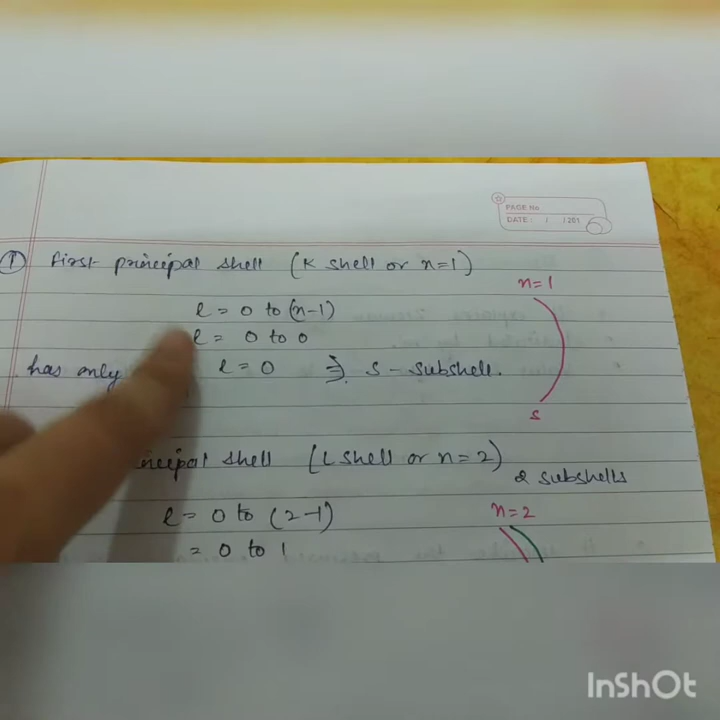 PAGE No
DATE: / /201
① First principal shell (K shell or n=1)
n=1
l = 0 to (n-1)
l = 0 to 0
has only l = 0 ⇒ S - subshell.
s
shell (L shell or n=2)
2 subshells
l = 0 to (2-1)
n=2
= 0 to 1
InShOt